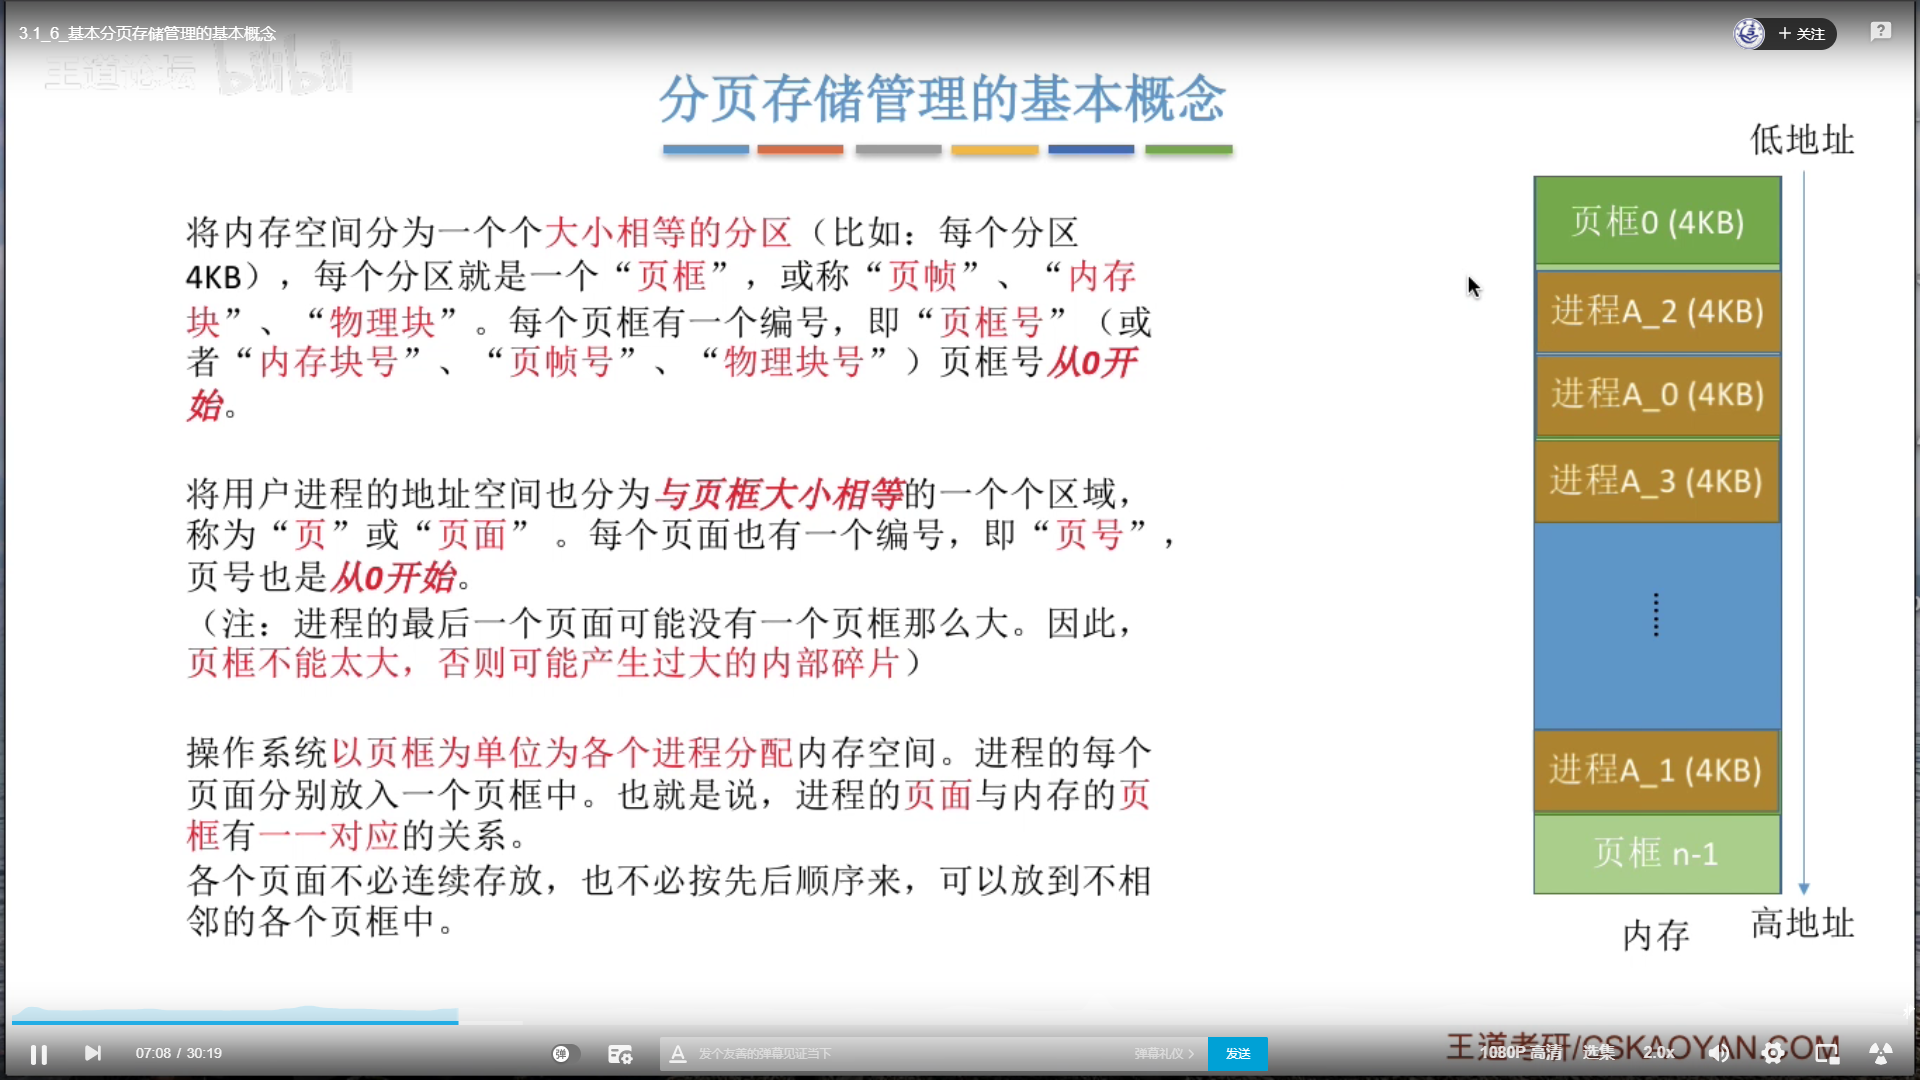 3.1_6_基本分页存储管理的基本概念
+ 关注
王道论坛 bilibili
分页存储管理的基本概念
低地址
将内存空间分为一个个大小相等的分区（比如：每个分区
4KB），每个分区就是一个“页框”，或称“页帧”、“内存
块”、“物理块”。每个页框有一个编号，即“页框号”（或
者“内存块号”、“页帧号”、“物理块号”）页框号从0开
始。
将用户进程的地址空间也分为与页框大小相等的一个个区域，
称为“页”或“页面” 。每个页面也有一个编号，即“页号”，
页号也是从0开始。
（注：进程的最后一个页面可能没有一个页框那么大。因此，
页框不能太大，否则可能产生过大的内部碎片）
操作系统以页框为单位为各个进程分配内存空间。进程的每个
页面分别放入一个页框中。也就是说，进程的页面与内存的页
框有一一对应的关系。
各个页面不必连续存放，也不必按先后顺序来，可以放到不相
邻的各个页框中。
页框0 (4KB)
进程A_2 (4KB)
进程A_0 (4KB)
进程A_3 (4KB)
······
进程A_1 (4KB)
页框 n-1
内存
高地址
王道考研/CSKAOYAN.COM
07:08 / 30:19
弹
发个友善的弹幕见证当下
弹幕礼仪 >
发送
1080P 高清
选集
2.0x